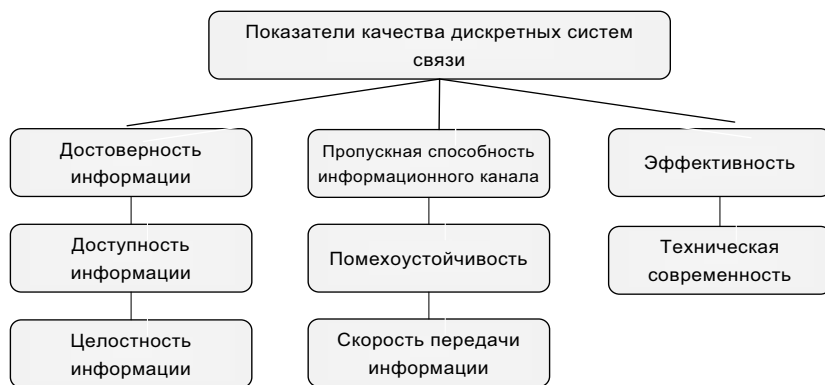 Показатели качества дискретных систем
связи
Достоверность
информации
Пропускная способность
информационного канала
Эффективность
Доступность
информации
Помехоустойчивость
Техническая
современность
Целостность
информации
Скорость передачи
информации